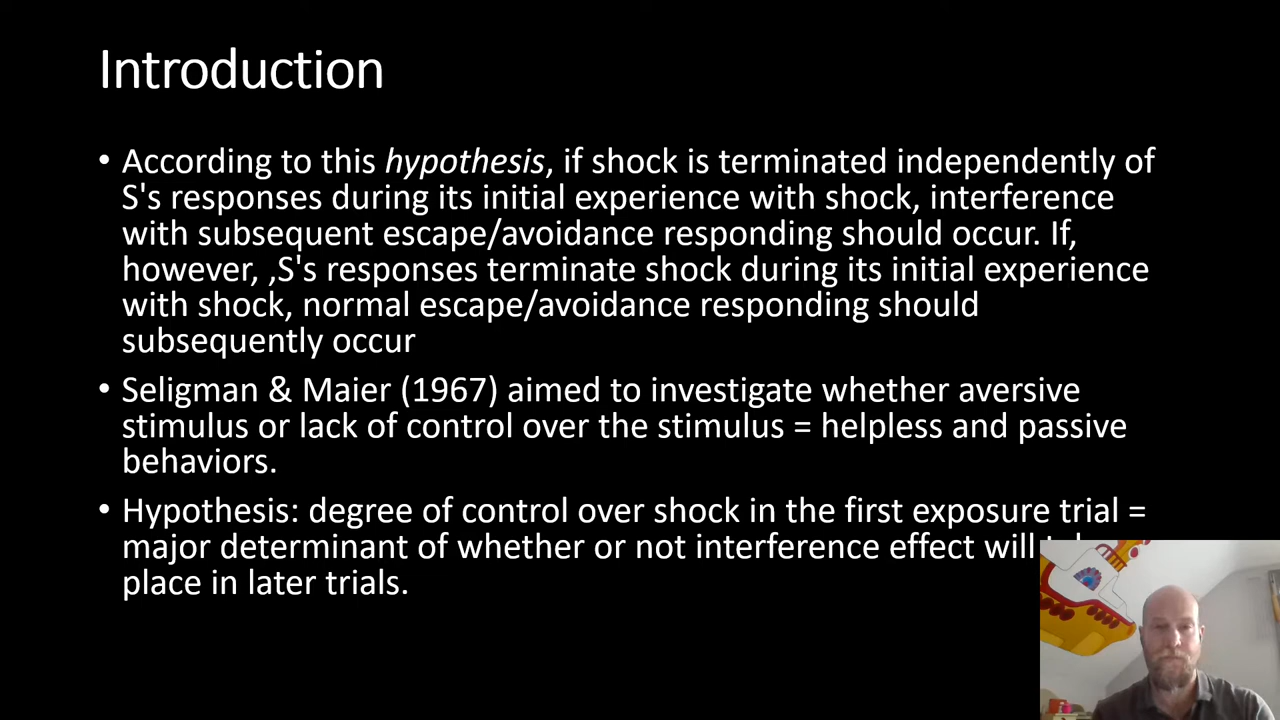 Introduction
• According to this hypothesis, if shock is terminated independently of
S's responses during its initial experience with shock, interference
with subsequent escape/avoidance responding should occur. If,
however, ,S's responses terminate shock during its initial experience
with shock, normal escape/avoidance responding should
subsequently occur
• Seligman & Maier (1967) aimed to investigate whether aversive
stimulus or lack of control over the stimulus = helpless and passive
behaviors.
• Hypothesis: degree of control over shock in the first exposure trial =
major determinant of whether or not interference effect will
place in later trials.